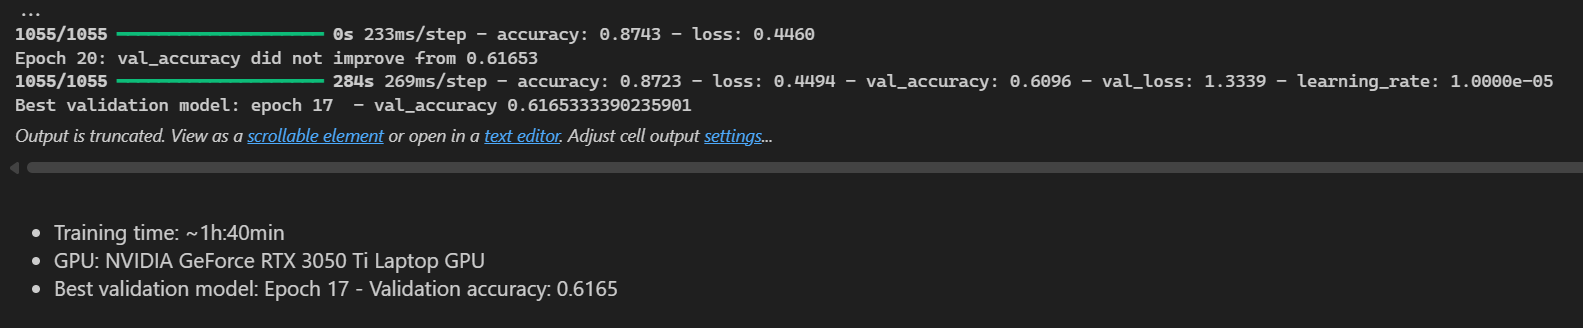 ...
1055/1055 ━━━━━━━━━━━━━━━━━━━━ 0s 233ms/step - accuracy: 0.8743 - loss: 0.4460
Epoch 20: val_accuracy did not improve from 0.61653
1055/1055 ━━━━━━━━━━━━━━━━━━━━ 284s 269ms/step - accuracy: 0.8723 - loss: 0.4494 - val_accuracy: 0.6096 - val_loss: 1.3339 - learning_rate: 1.0000e-05
Best validation model: epoch 17  - val_accuracy 0.6165333390235901
Output is truncated. View as a scrollable element or open in a text editor. Adjust cell output settings...
• Training time: ~1h:40min
• GPU: NVIDIA GeForce RTX 3050 Ti Laptop GPU
• Best validation model: Epoch 17 - Validation accuracy: 0.6165